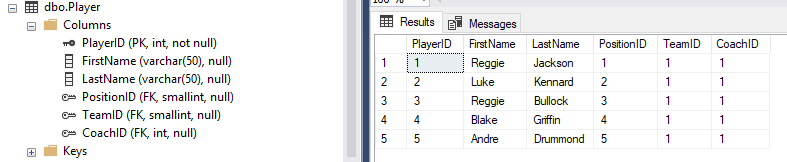 dbo.Player
Columns
PlayerID (PK, int, not null)
FirstName (varchar(50), null)
LastName (varchar(50), null)
PositionID (FK, smallint, null)
TeamID (FK, smallint, null)
CoachID (FK, int, null)
Keys
Results Messages
PlayerID FirstName LastName PositionID TeamID CoachID
1 1 Reggie Jackson 1 1 1
2 2 Luke Kennard 2 1 1
3 3 Reggie Bullock 3 1 1
4 4 Blake Griffin 4 1 1
5 5 Andre Drummond 5 1 1